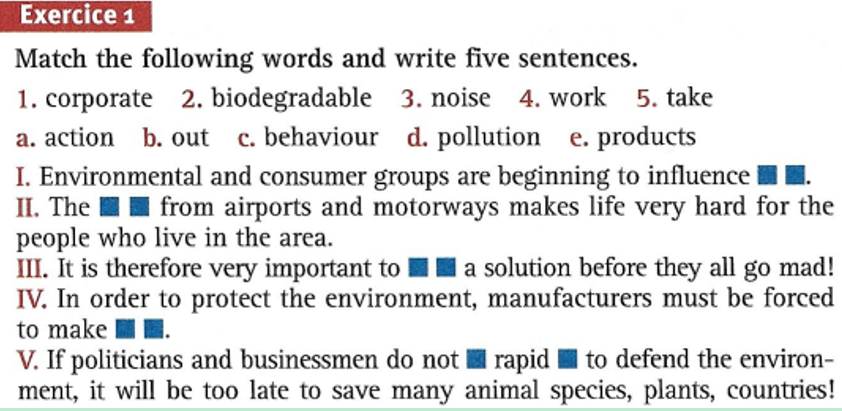 Exercice 1
Match the following words and write five sentences.
1. corporate 2. biodegradable 3. noise 4. work 5. take
a. action b. out c. behaviour d. pollution e. products
I. Environmental and consumer groups are beginning to influence ■ ■.
II. The ■ ■ from airports and motorways makes life very hard for the
people who live in the area.
III. It is therefore very important to ■ ■ a solution before they all go mad!
IV. In order to protect the environment, manufacturers must be forced
to make ■ ■.
V. If politicians and businessmen do not ■ rapid ■ to defend the environ-
ment, it will be too late to save many animal species, plants, countries!